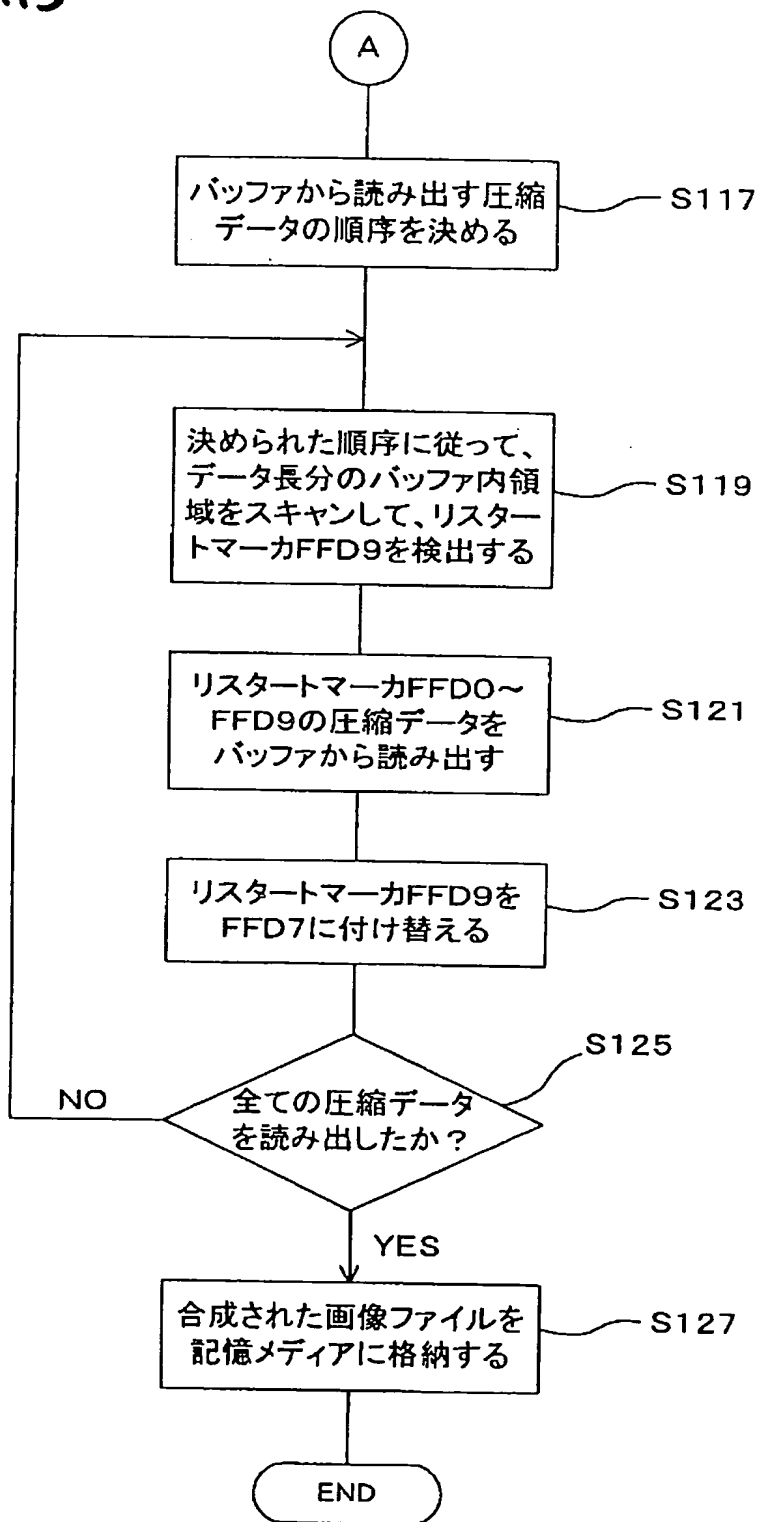 A
バッファから読み出す圧縮
データの順序を決める
S117
決められた順序に従って、
データ長分のバッファ内領
域をスキャンして、リスター
トマーカFFD9を検出する
S119
リスタートマーカFFD0～
FFD9の圧縮データを
バッファから読み出す
S121
リスタートマーカFFD9を
FFD7に付け替える
S123
S125
全ての圧縮データ
を読み出したか？
NO
YES
合成された画像ファイルを
記憶メディアに格納する
S127
END